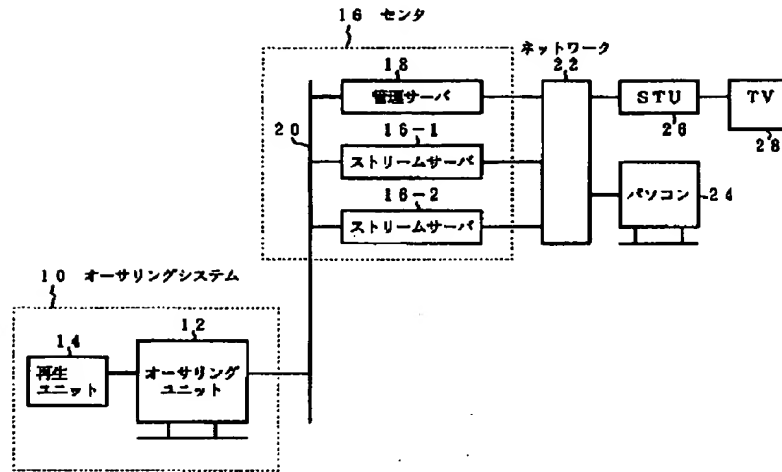 16 センタ
ネットワーク
22
18
管理サーバ
STU
26
TV
28
20
16-1
ストリームサーバ
16-2
ストリームサーバ
パソコン
24
10 オーサリングシステム
12
14
再生
ユニット
オーサリング
ユニット